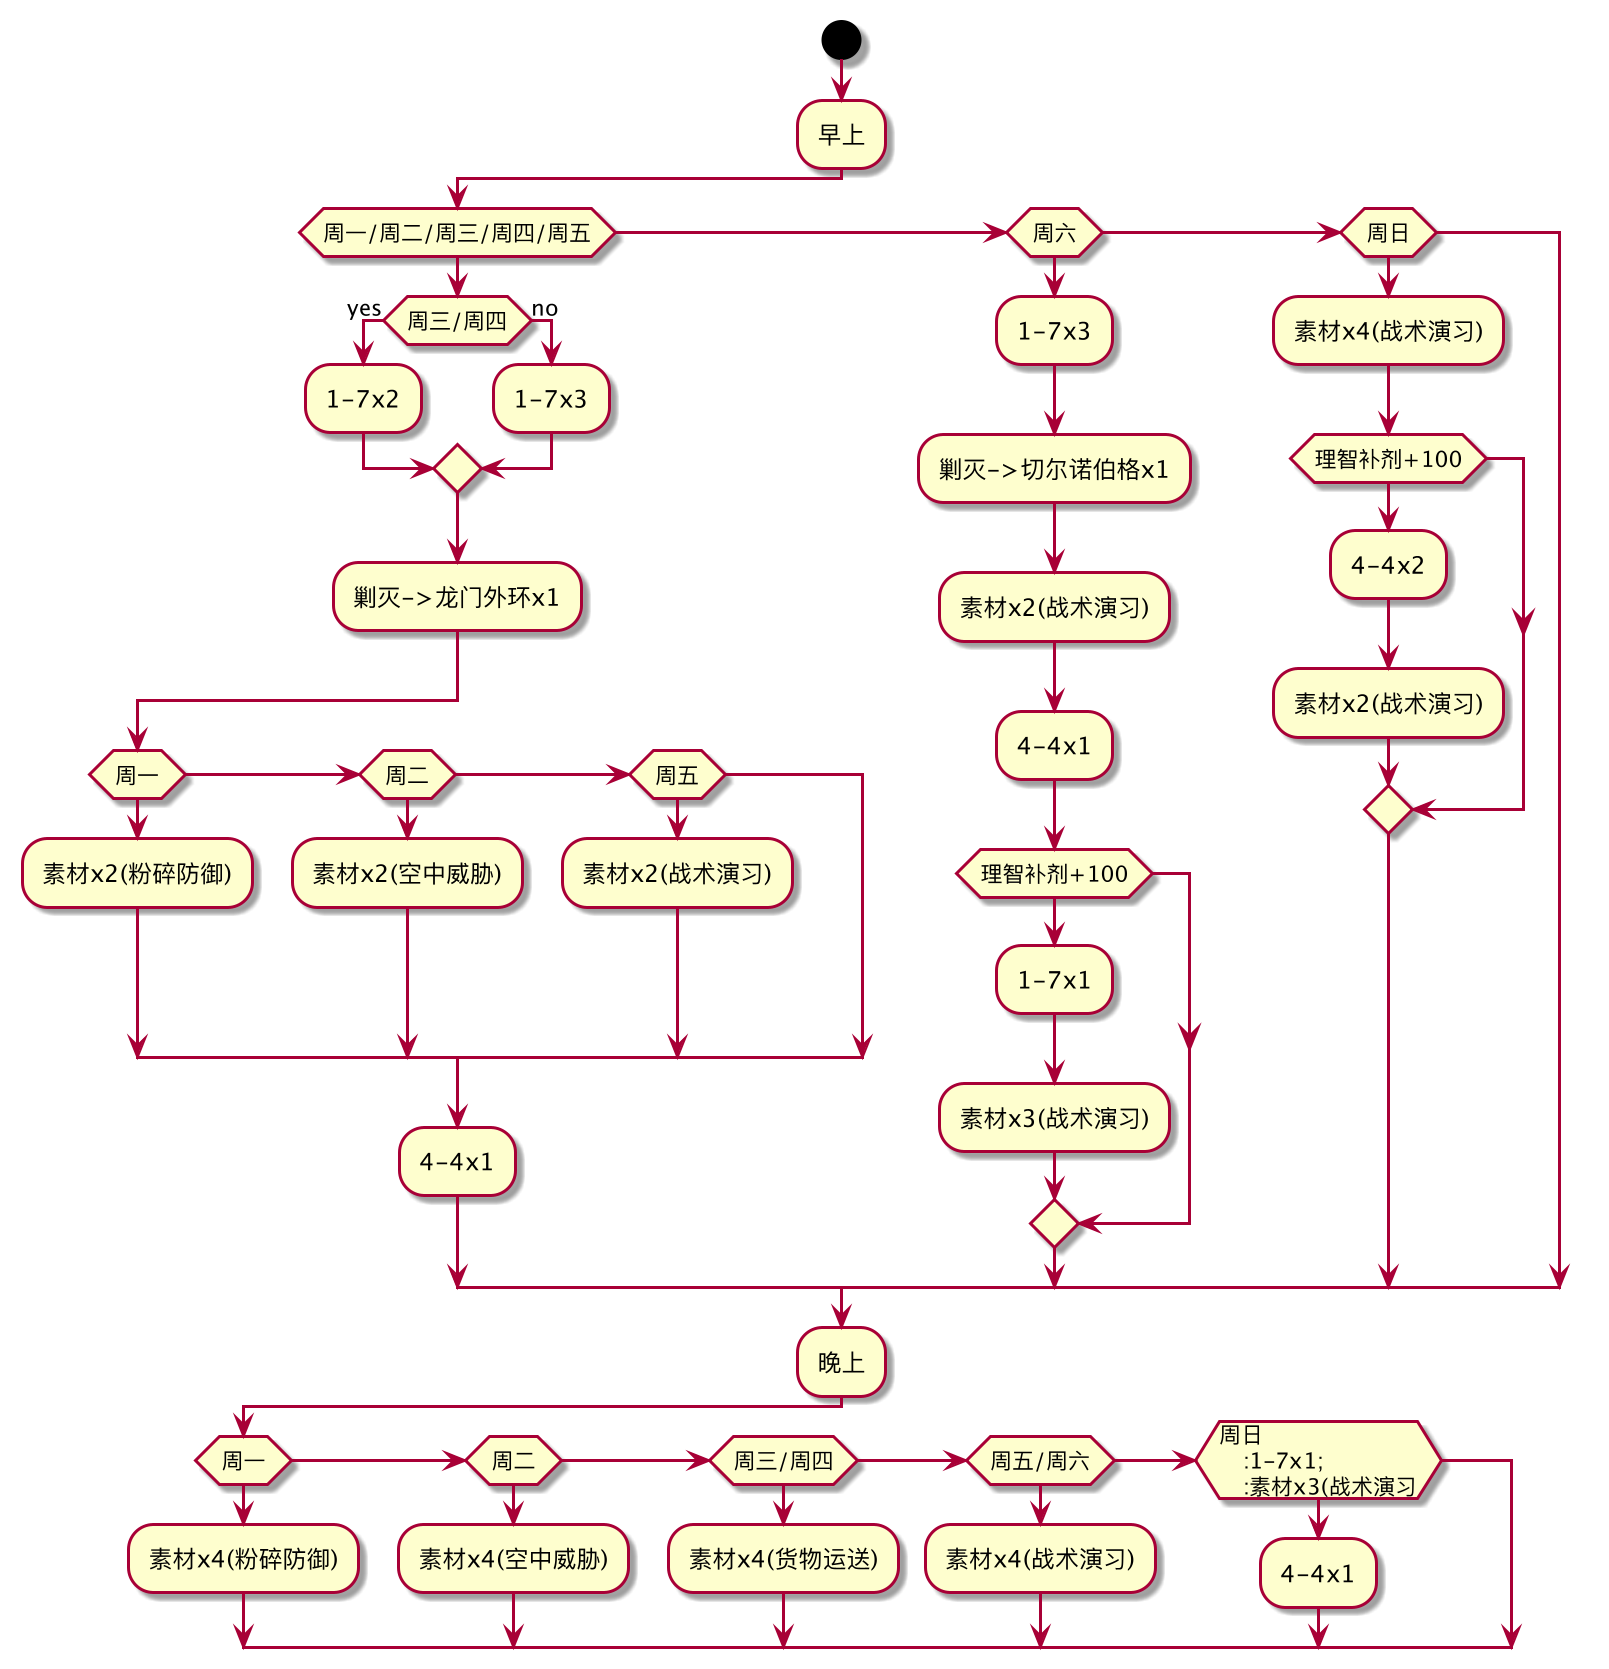 早上
周一/周二/周三/周四/周五
周六
周日
yes
周三/周四
no
1-7x2
1-7x3
剿灭->龙门外环x1
周一
周二
周五
素材x2(粉碎防御)
素材x2(空中威胁)
素材x2(战术演习)
4-4x1
1-7x3
剿灭->切尔诺伯格x1
素材x2(战术演习)
4-4x1
理智补剂+100
1-7x1
素材x3(战术演习)
素材x4(战术演习)
理智补剂+100
4-4x2
素材x2(战术演习)
晚上
周一
周二
周三/周四
周五/周六
周日
:1-7x1;
:素材x3(战术演习
素材x4(粉碎防御)
素材x4(空中威胁)
素材x4(货物运送)
素材x4(战术演习)
4-4x1